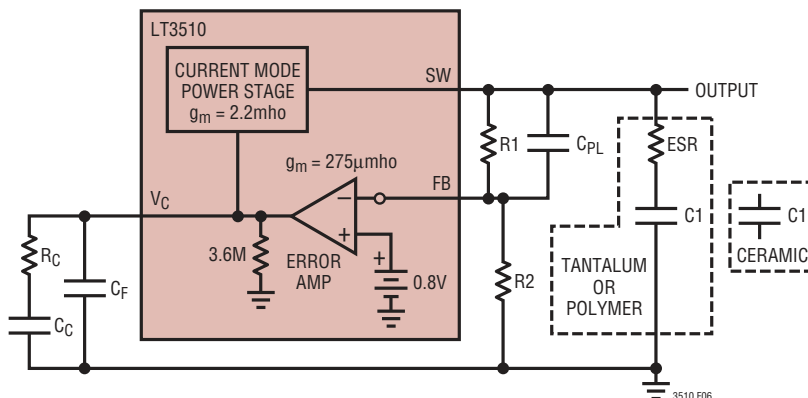 LT3510
CURRENT MODE
POWER STAGE
gm = 2.2mho
SW
OUTPUT
R1
CPL
ESR
gm = 275μmho
FB
VC
–
+
C1
C1
RC
3.6M
ERROR
AMP
+
0.8V
R2
TANTALUM
OR
POLYMER
CERAMIC
CF
CC
3510 F06